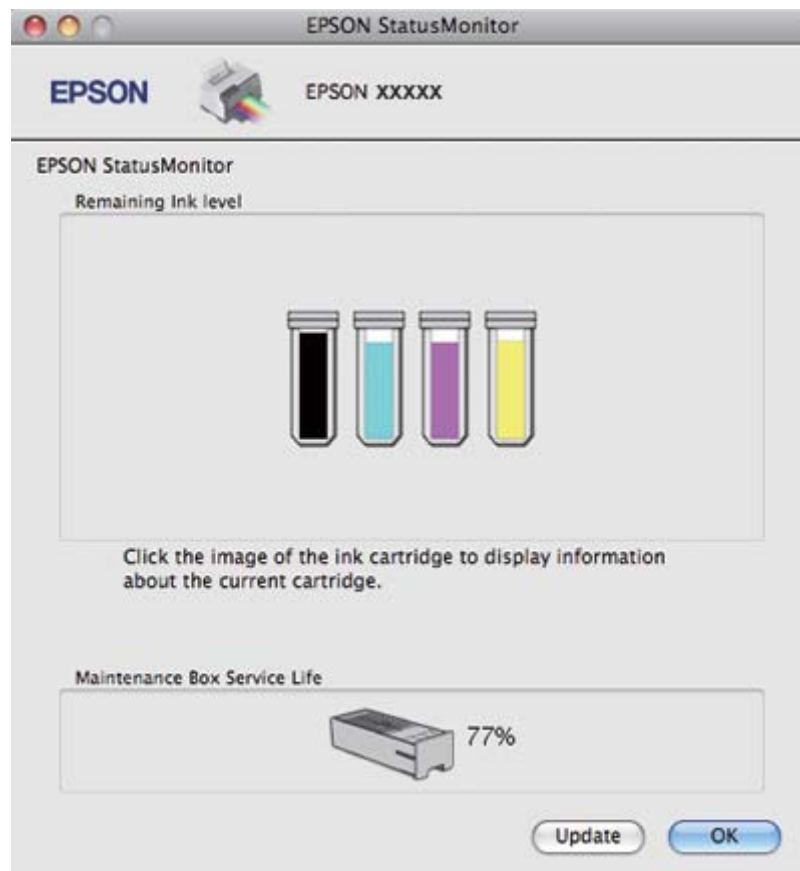 EPSON StatusMonitor
EPSON
EPSON XXXXX
EPSON StatusMonitor
Remaining Ink level
Click the image of the ink cartridge to display information
about the current cartridge.
Maintenance Box Service Life
77%
Update
OK